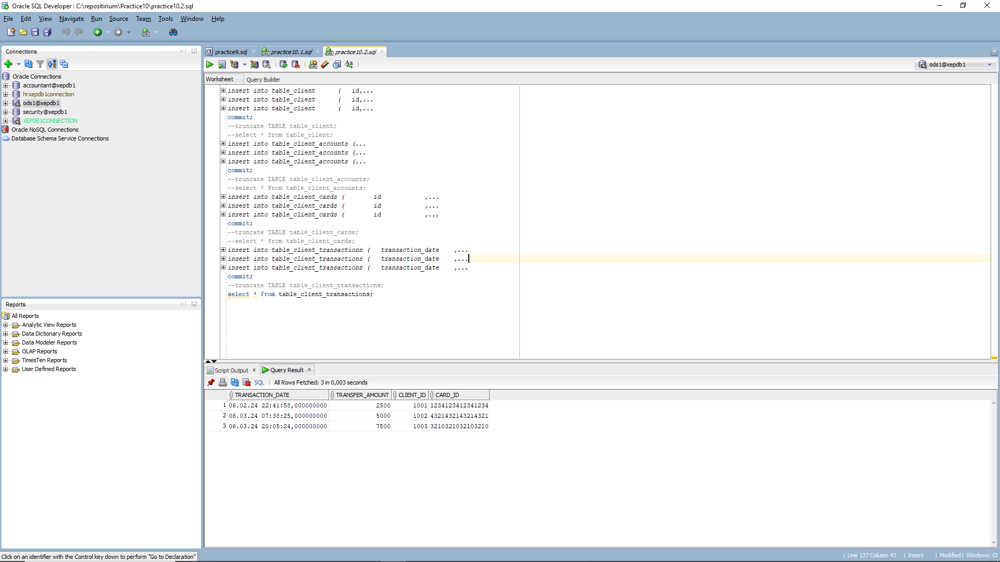 Oracle SQL Developer : C:\repositirium\Practice10\practice10.2.sql
File Edit View Navigate Run Source Team Tools Window Help
Connections
Oracle Connections
accountant@xepdb1
hrxepdb1connection
ods1@xepdb1
security@xepdb1
XEPDB1CONNECTION
Oracle NoSQL Connections
Database Schema Service Connections
Reports
All Reports
Analytic View Reports
Data Dictionary Reports
Data Modeler Reports
OLAP Reports
TimesTen Reports
User Defined Reports
practice9.sql practice10.1.sql practice10.2.sql
ods1@xepdb1
Worksheet Query Builder
insert into table_client ( id,...
insert into table_client ( id,...
insert into table_client ( id,...
commit;
--truncate TABLE table_client;
--select * from table_client;
insert into table_client_accounts (...
insert into table_client_accounts (...
insert into table_client_accounts (...
commit;
--truncate TABLE table_client_accounts;
--select * from table_client_accounts;
insert into table_client_cards ( id ,...
insert into table_client_cards ( id ,...
insert into table_client_cards ( id ,...
commit;
--truncate TABLE table_client_cards;
--select * from table_client_cards;
insert into table_client_transactions ( transaction_date ,...
insert into table_client_transactions ( transaction_date ,...
insert into table_client_transactions ( transaction_date ,...
commit;
--truncate TABLE table_client_transactions;
select * from table_client_transactions;
Script Output x Query Result x
SQL | All Rows Fetched: 3 in 0,003 seconds
TRANSACTION_DATE TRANSFER_AMOUNT CLIENT_ID CARD_ID
1 06.02.24 22:41:58,000000000 2500 1001 1234123412341234
2 06.03.24 07:38:25,000000000 5000 1002 4321432143214321
3 06.03.24 20:05:24,000000000 7500 1003 3210321032103210
Click on an identifier with the Control key down to perform "Go to Declaration"
| Line 137 Column 43 | Insert | Modified | Windows: CF